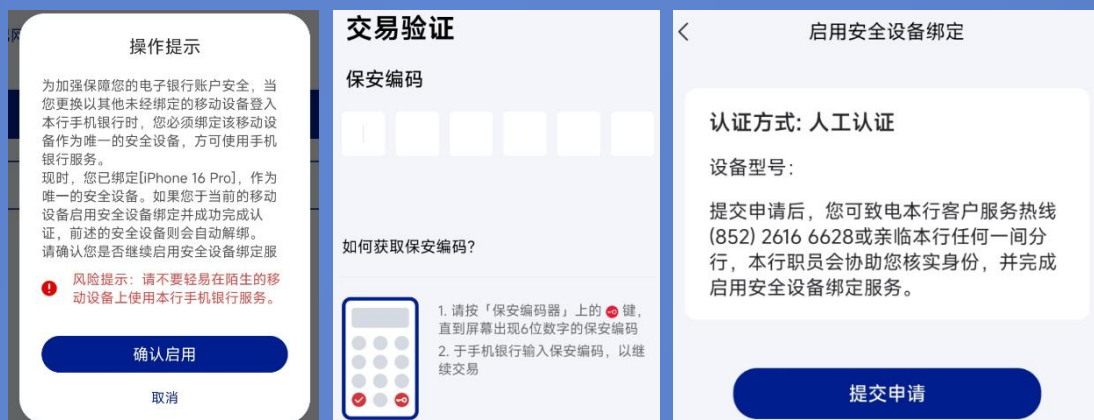 操作提示
为加强保障您的电子银行账户安全，当
您更换以其他未经绑定的移动设备登入
本行手机银行时，您必须绑定该移动设
备作为唯一的安全设备，方可使用手机
银行服务。
现时，您已绑定[iPhone 16 Pro]，作为
唯一的安全设备。如果您于当前的移动
设备启用安全设备绑定并成功完成认
证，前述的安全设备则会自动解绑。
请确认您是否继续启用安全设备绑定服
风险提示：请不要轻易在陌生的移
动设备上使用本行手机银行服务。
确认启用
取消
交易验证
保安编码
如何获取保安编码?
1. 请按「保安编码器」上的 键，
直到屏幕出现6位数字的保安编码
2. 于手机银行输入保安编码，以继
续交易
启用安全设备绑定
认证方式: 人工认证
设备型号:
提交申请后，您可致电本行客户服务热线
(852) 2616 6628或亲临本行任何一间分
行，本行职员会协助您核实身份，并完成
启用安全设备绑定服务。
提交申请